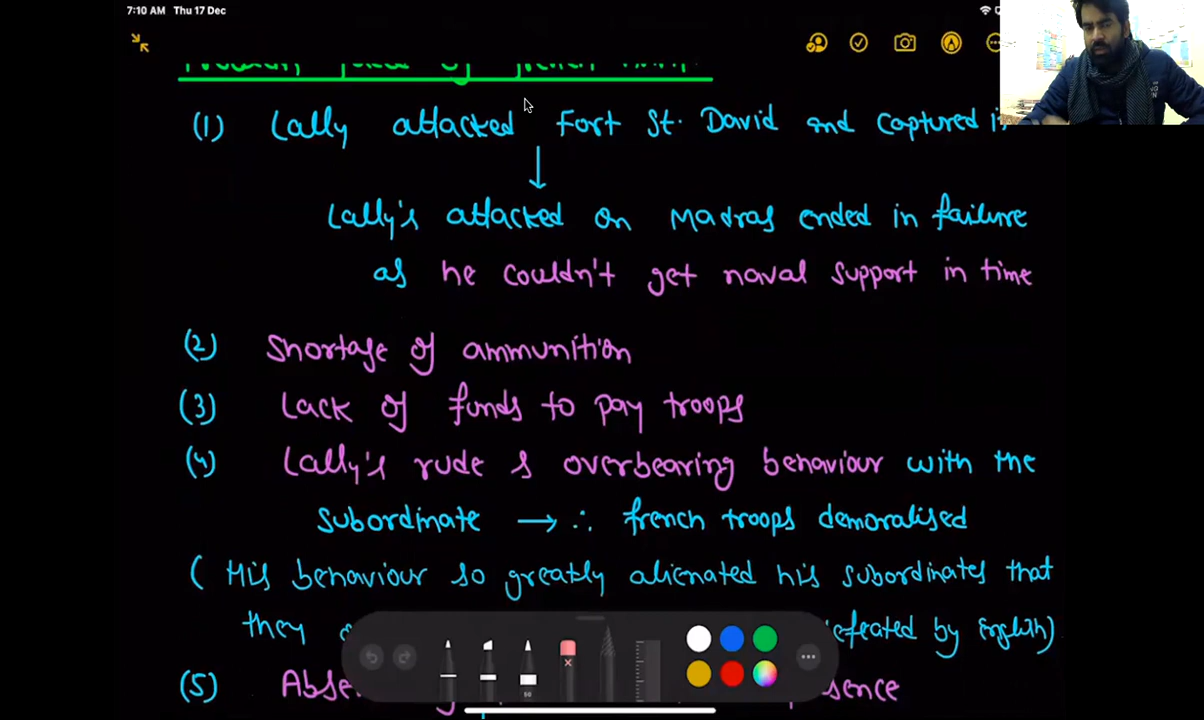 7:10 AM Thu 17 Dec
(1) Lally attacked Fort St. David and Captured
Lally's attacked on Madras ended in failure
as he couldn't get naval support in time
(2) Shortage of ammunition
(3) Lack of funds to pay troops
(4) Lally's rude & overbearing behaviour with the
subordinate → ∴ french troops demoralised
( His behaviour so greatly alienated his subordinates that
they by English)
(5)